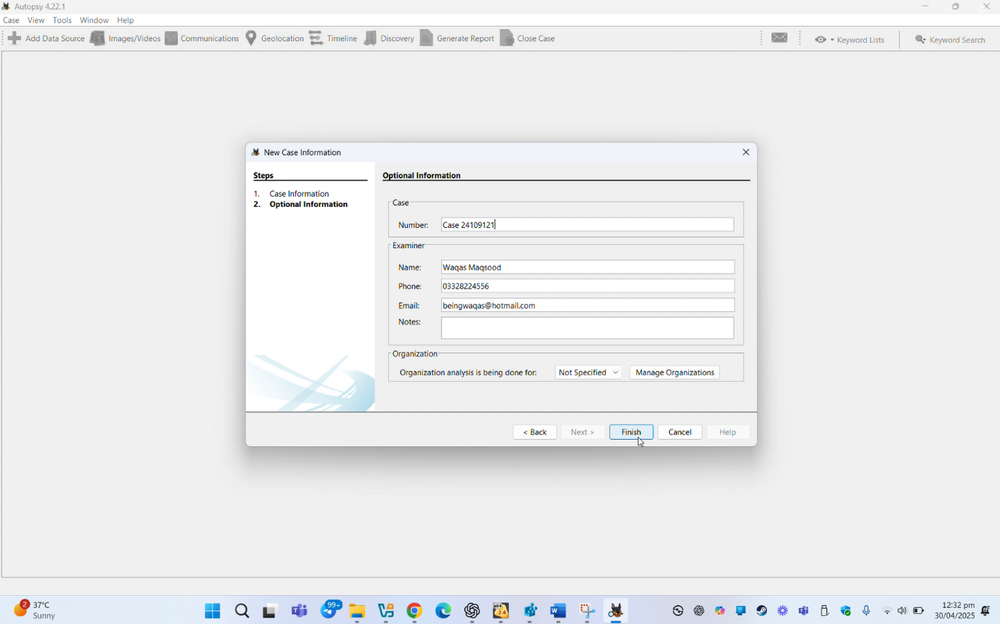 Autopsy 4.22.1
Case View Tools Window Help
Add Data Source Images/Videos Communications Geolocation Timeline Discovery Generate Report Close Case Keyword Lists Keyword Search
New Case Information
Steps
1. Case Information
2. Optional Information
Optional Information
Case
Number: Case 24109121
Examiner
Name: Waqas Maqsood
Phone: 03328224556
Email: beingwaqas@hotmail.com
Notes:
Organization
Organization analysis is being done for: Not Specified Manage Organizations
< Back Next > Finish Cancel Help
2 37°C
Sunny
99+
X64
2.4
12:32 pm
30/04/2025